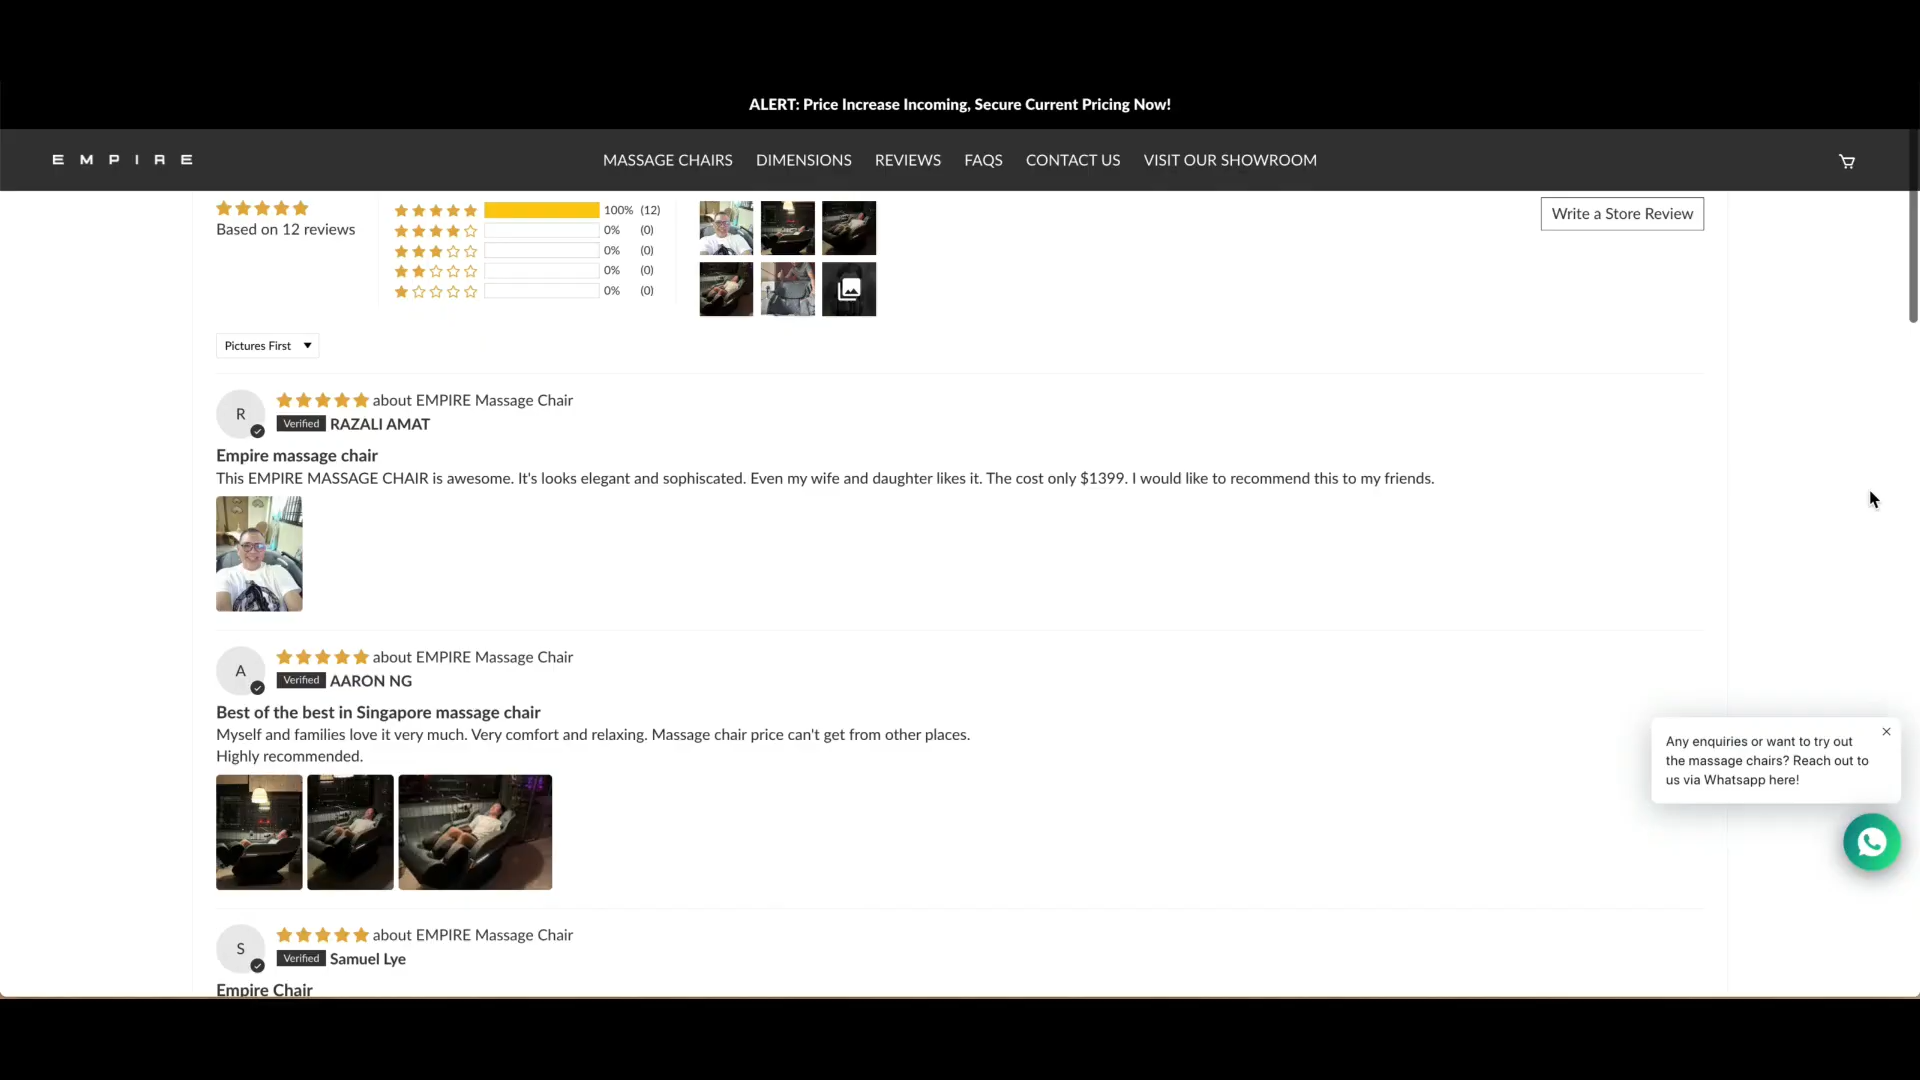 ALERT: Price Increase Incoming, Secure Current Pricing Now!
EMPIRE
MASSAGE CHAIRS
DIMENSIONS
REVIEWS
FAQS
CONTACT US
VISIT OUR SHOWROOM
Based on 12 reviews
100% (12)
0% (0)
0% (0)
0% (0)
0% (0)
Write a Store Review
Pictures First
R
about EMPIRE Massage Chair
Verified RAZALI AMAT
Empire massage chair
This EMPIRE MASSAGE CHAIR is awesome. It's looks elegant and sophiscated. Even my wife and daughter likes it. The cost only $1399. I would like to recommend this to my friends.
A
about EMPIRE Massage Chair
Verified AARON NG
Best of the best in Singapore massage chair
Myself and families love it very much. Very comfort and relaxing. Massage chair price can't get from other places.
Highly recommended.
Any enquiries or want to try out
the massage chairs? Reach out to
us via Whatsapp here!
S
about EMPIRE Massage Chair
Verified Samuel Lye
Empire Chair